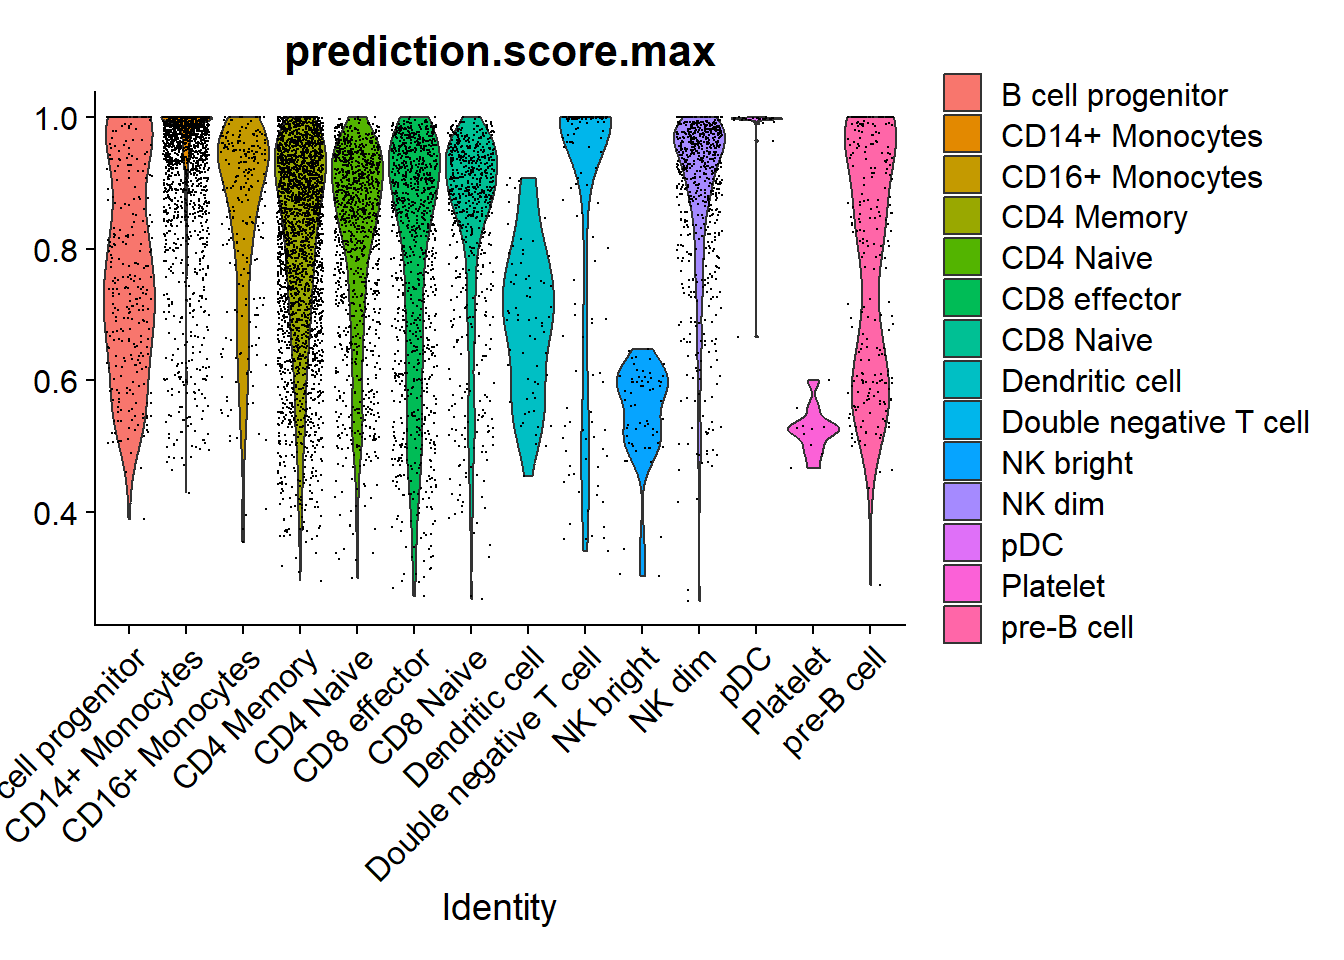 prediction.score.max
1.0
0.8
0.6
0.4
cell progenitor
CD14+ Monocytes
CD16+ Monocytes
CD4 Memory
CD4 Naive
CD8 effector
CD8 Naive
Dendritic cell
Double negative T cell
NK bright
NK dim
pDC
Platelet
pre-B cell
Identity
B cell progenitor
CD14+ Monocytes
CD16+ Monocytes
CD4 Memory
CD4 Naive
CD8 effector
CD8 Naive
Dendritic cell
Double negative T cell
NK bright
NK dim
pDC
Platelet
pre-B cell